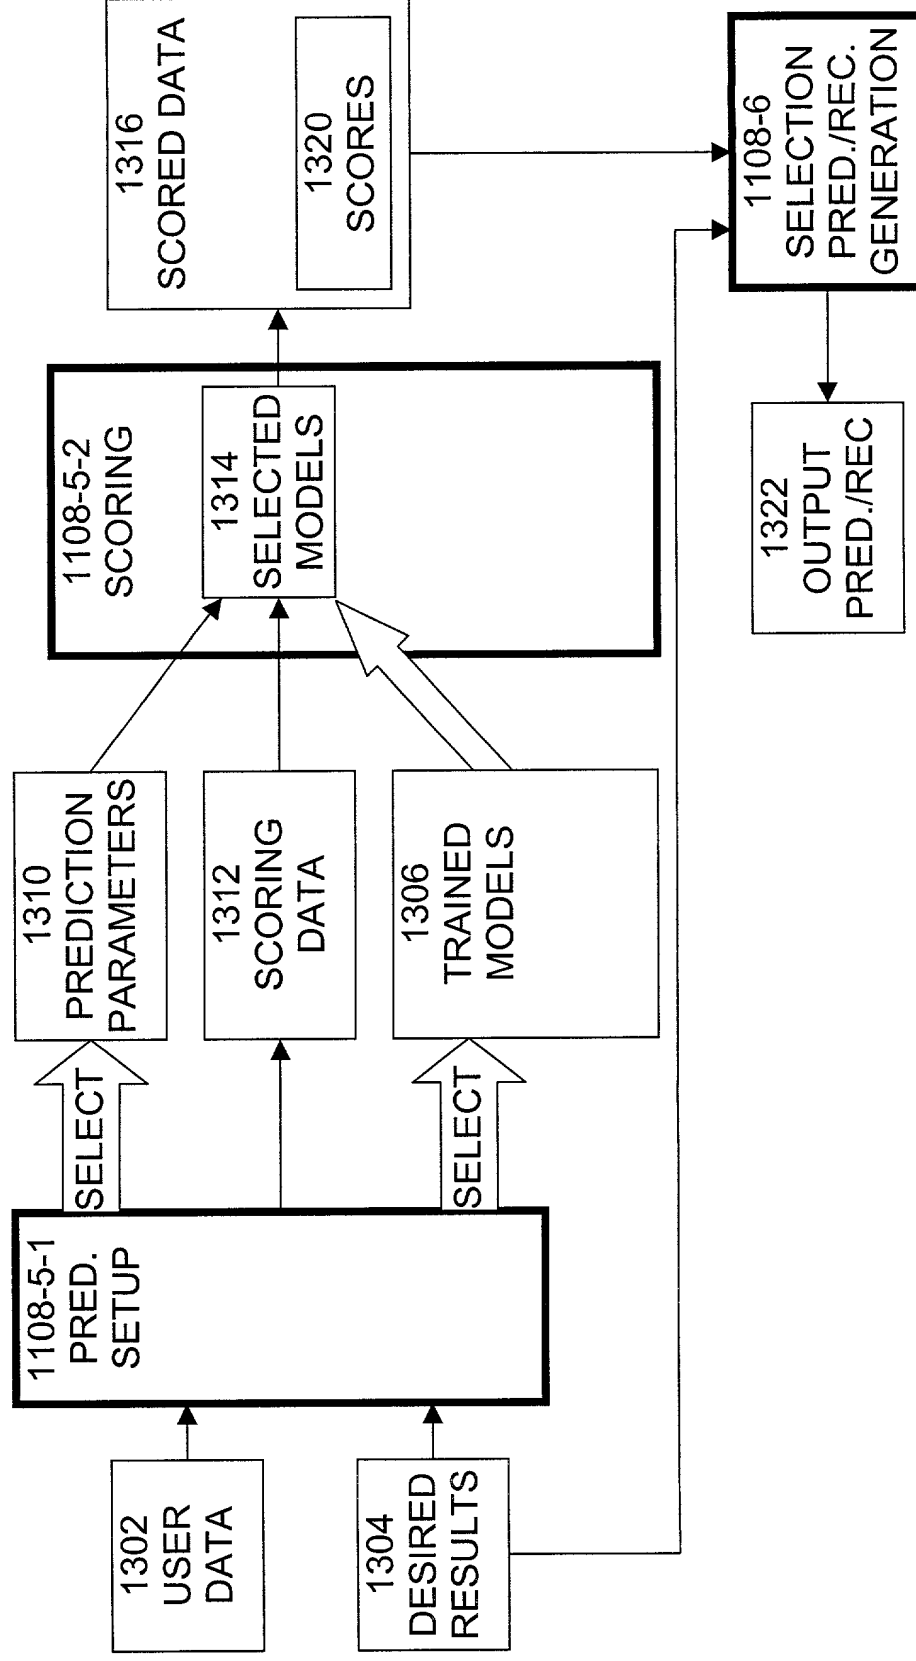 1302
USER
DATA
1304
DESIRED
RESULTS
1108-5-1
PRED.
SETUP
SELECT
SELECT
1310
PREDICTION
PARAMETERS
1312
SCORING
DATA
1306
TRAINED
MODELS
1108-5-2
SCORING
1314
SELECTED
MODELS
1316
SCORED DATA
1320
SCORES
1108-6
SELECTION
PRED./REC.
GENERATION
1322
OUTPUT
PRED./REC